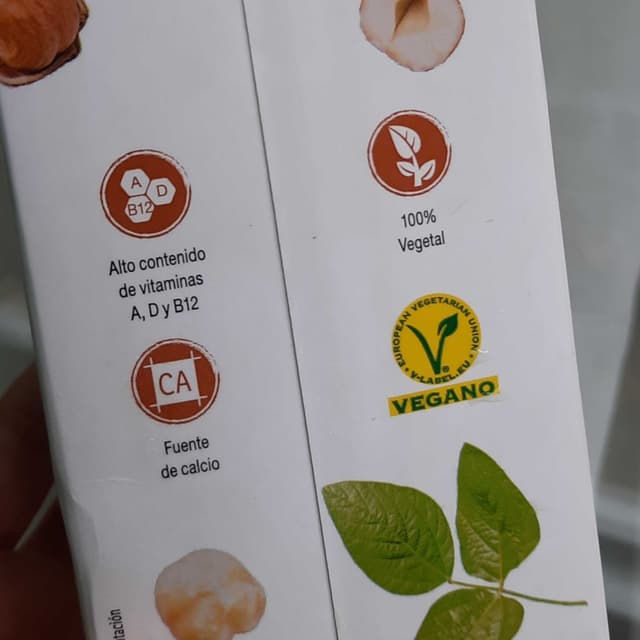 A
D
B12
Alto contenido
de vitaminas
A, D y B12
CA
Fuente
de calcio
100%
Vegetal
EUROPEAN VEGETARIAN UNION
V-LABEL.EU
VEGANO